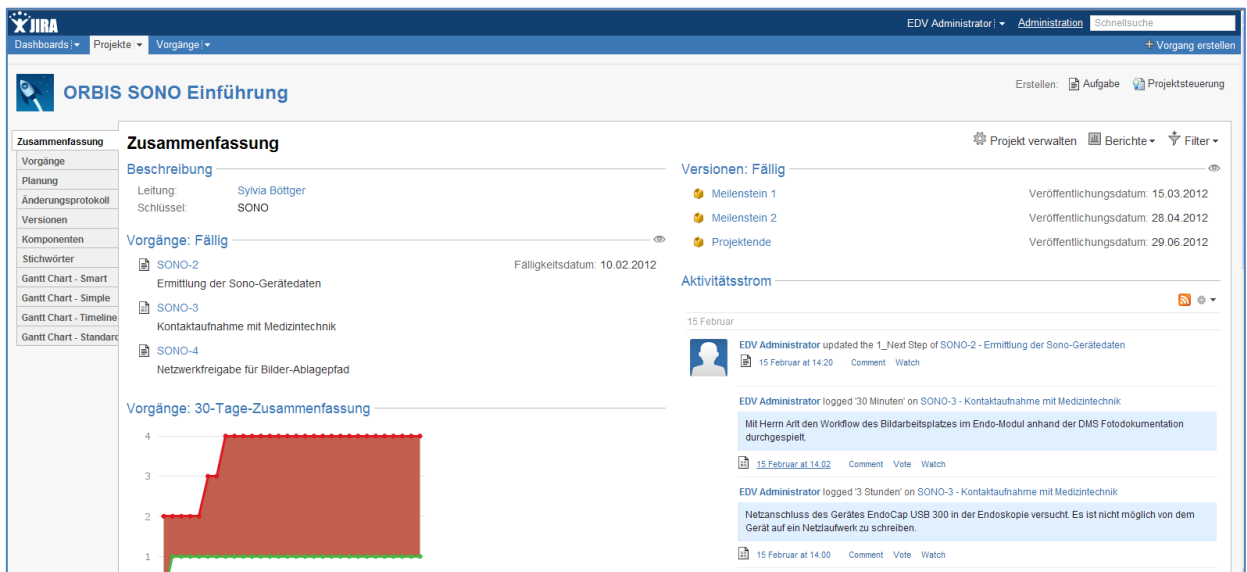 JIRA
EDV Administrator Administration Schnellsuche
Dashboards Projekte Vorgänge + Vorgang erstellen
ORBIS SONO Einführung
Erstellen: Aufgabe Projektsteuerung
Zusammenfassung
Vorgänge
Planung
Änderungsprotokoll
Versionen
Komponenten
Stichwörter
Gantt Chart - Smart
Gantt Chart - Simple
Gantt Chart - Timeline
Gantt Chart - Standard
Zusammenfassung
Projekt verwalten Berichte Filter
Beschreibung
Leitung: Sylvia Böttger
Schlüssel: SONO
Vorgänge: Fällig
SONO-2 Fälligkeitsdatum: 10.02.2012
Ermittlung der Sono-Gerätedaten
SONO-3
Kontaktaufnahme mit Medizintechnik
SONO-4
Netzwerkfreigabe für Bilder-Ablagepfad
Vorgänge: 30-Tage-Zusammenfassung
4
3
2
1
Versionen: Fällig
Meilenstein 1 Veröffentlichungsdatum: 15.03.2012
Meilenstein 2 Veröffentlichungsdatum: 28.04.2012
Projektende Veröffentlichungsdatum: 29.06.2012
Aktivitätsstrom
15 Februar
EDV Administrator updated the 1_Next Step of SONO-2 - Ermittlung der Sono-Gerätedaten
15 Februar at 14:20 Comment Watch
EDV Administrator logged '30 Minuten' on SONO-3 - Kontaktaufnahme mit Medizintechnik
Mit Herrn Arlt den Workflow des Bildarbeitsplatzes im Endo-Modul anhand der DMS Fotodokumentation
durchgespielt.
15 Februar at 14:02 Comment Vote Watch
EDV Administrator logged '3 Stunden' on SONO-3 - Kontaktaufnahme mit Medizintechnik
Netzanschluss des Gerätes EndoCap USB 300 in der Endoskopie versucht. Es ist nicht möglich von dem
Gerät auf ein Netzlaufwerk zu schreiben.
15 Februar at 14:00 Comment Vote Watch